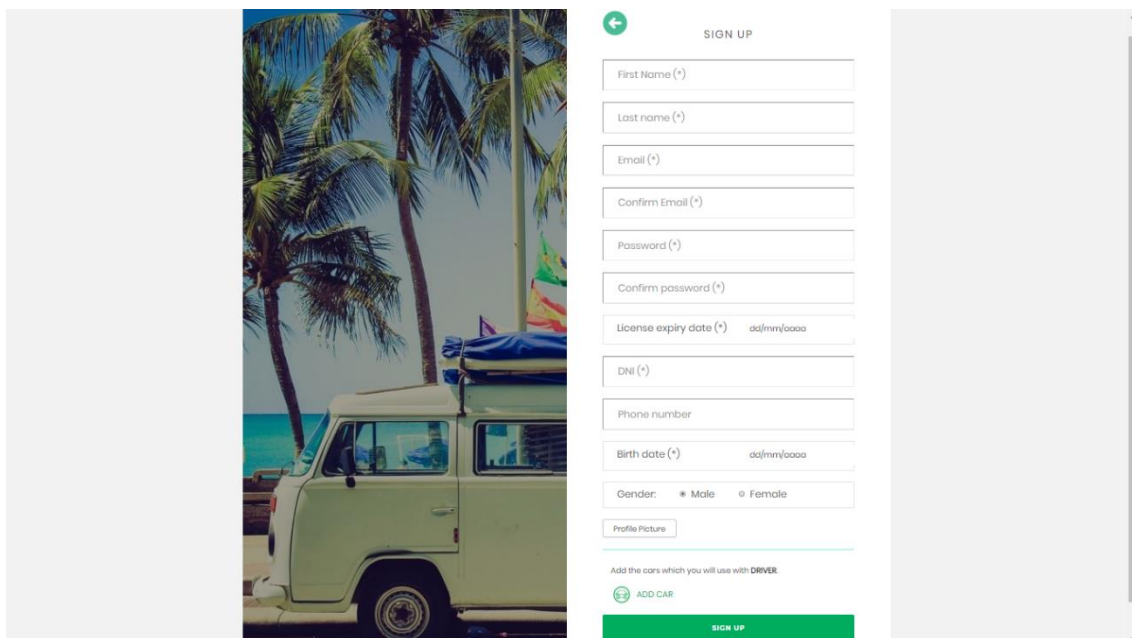 SIGN UP
First Name (*)
Last name (*)
Email (*)
Confirm Email (*)
Password (*)
Confirm password (*)
License expiry date (*) dd/mm/aaaa
DNI (*)
Phone number
Birth date (*) dd/mm/aaaa
Gender: Male Female
Profile Picture
Add the cars which you will use with DRIVER.
ADD CAR
SIGN UP